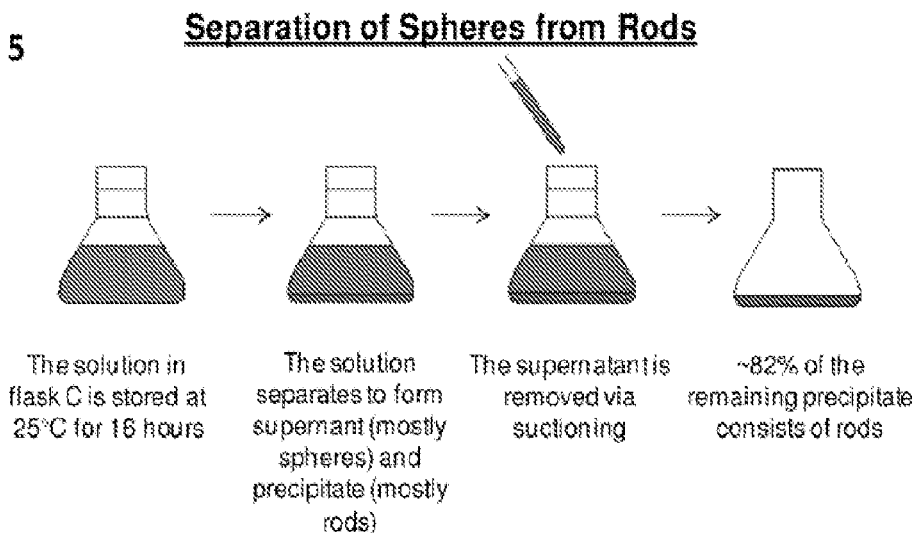 5
Separation of Spheres from Rods
The solution in
flask C is stored at
25°C for 16 hours
The solution
separates to form
supernant (mostly
spheres) and
precipitate (mostly
rods)
The supernatant is
removed via
suctioning
~82% of the
remaining precipitate
consists of rods